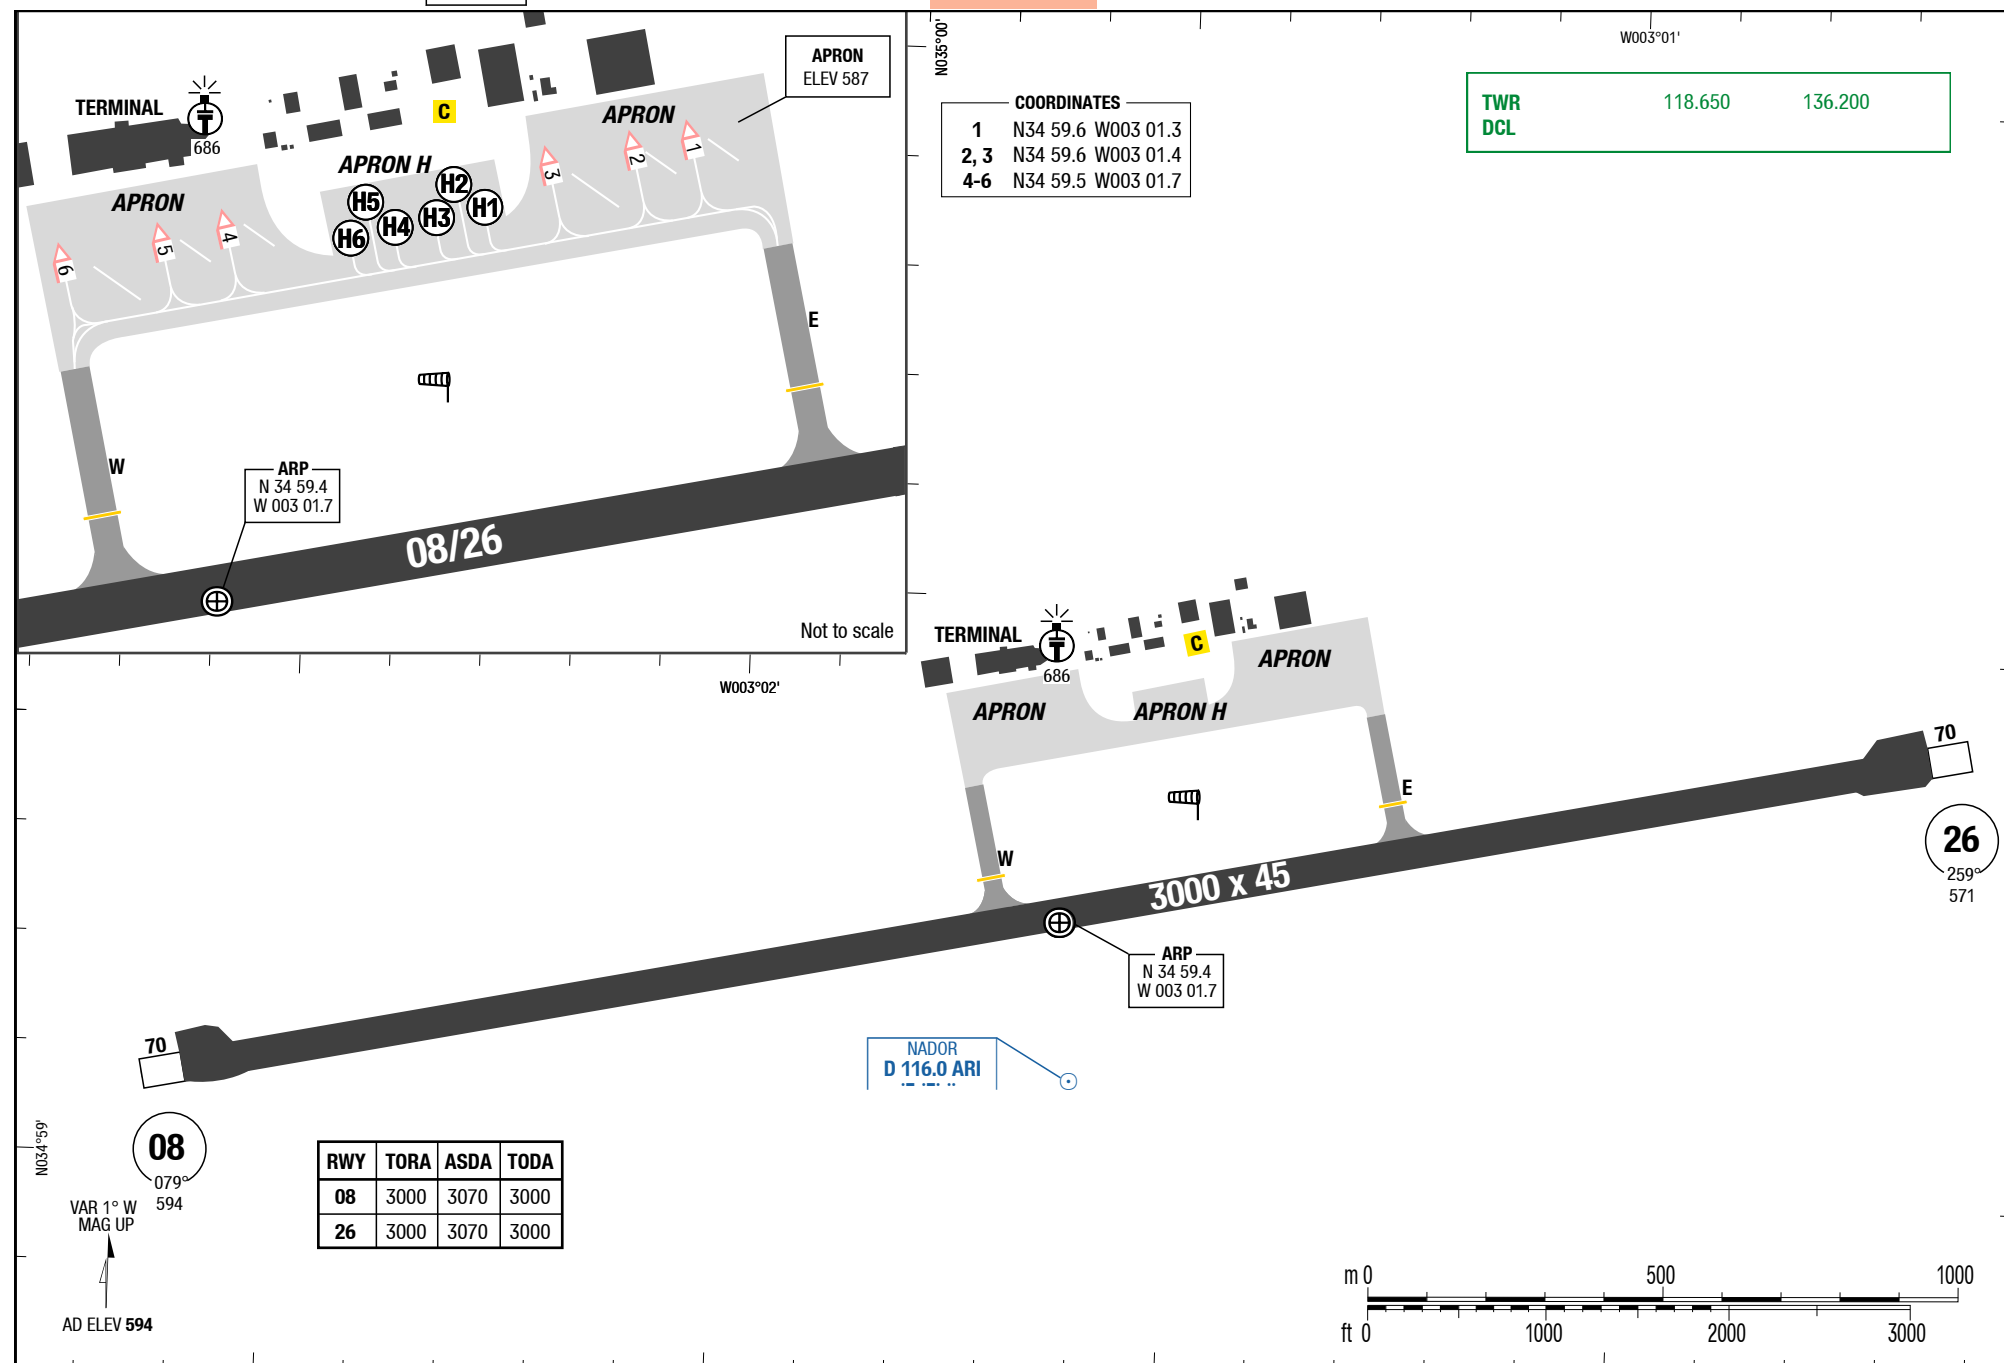 APRON
ELEV 587
TERMINAL
686
C
APRON
APRON H
APRON
1
2
3
4
5
6
H1
H2
H3
H4
H5
H6
E
W
ARP
N 34 59.4
W 003 01.7
08/26
Not to scale
N035°00'
W003°01'
COORDINATES
1 N34 59.6 W003 01.3
2, 3 N34 59.6 W003 01.4
4-6 N34 59.5 W003 01.7
TWR 118.650 136.200
DCL
W003°02'
TERMINAL
686
C
APRON
APRON
APRON H
E
W
70
26
259°
571
3000 x 45
ARP
N 34 59.4
W 003 01.7
NADOR
D 116.0 ARI
70
08
079°
594
N034°59'
VAR 1° W
MAG UP
AD ELEV 594
RWY TORA ASDA TODA
08 3000 3070 3000
26 3000 3070 3000
m 0 500 1000
ft 0 1000 2000 3000